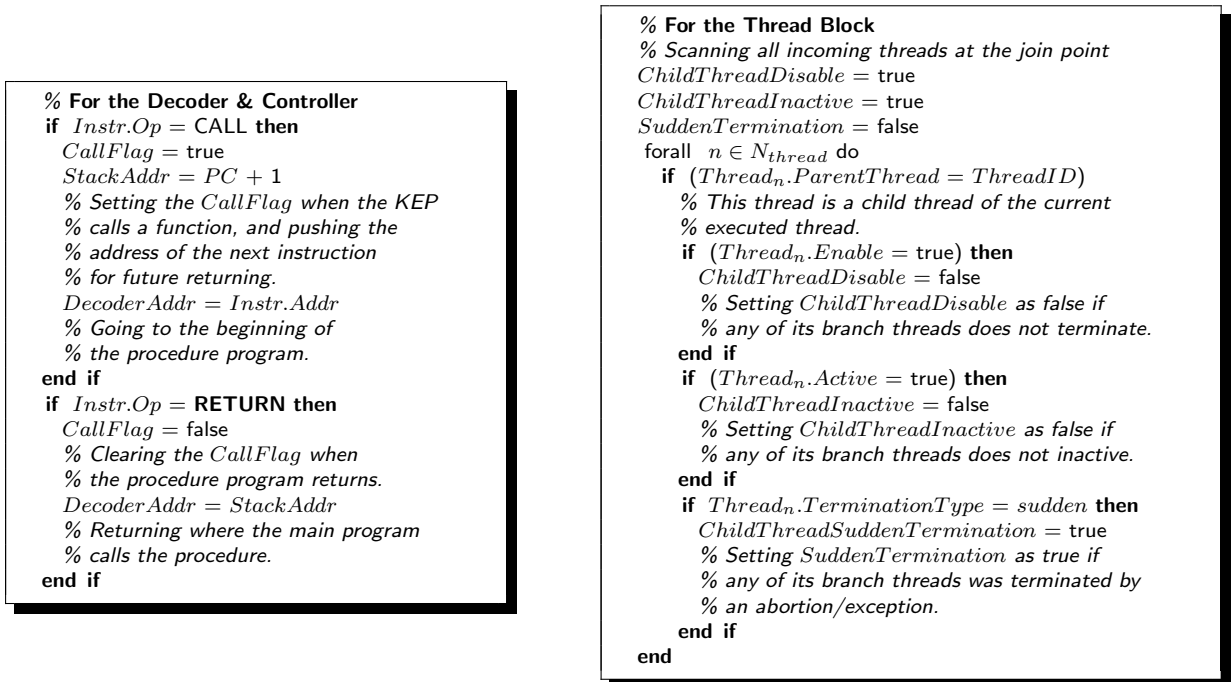 % For the Decoder & Controller
if Instr.Op = CALL then
CallFlag = true
StackAddr = PC + 1
% Setting the CallFlag when the KEP
% calls a function, and pushing the
% address of the next instruction
% for future returning.
DecoderAddr = Instr.Addr
% Going to the beginning of
% the procedure program.
end if
if Instr.Op = RETURN then
CallFlag = false
% Clearing the CallFlag when
% the procedure program returns.
DecoderAddr = StackAddr
% Returning where the main program
% calls the procedure.
end if
% For the Thread Block
% Scanning all incoming threads at the join point
ChildThreadDisable = true
ChildThreadInactive = true
SuddenTermination = false
forall n ∈ N_thread do
if (Thread_n.ParentThread = ThreadID)
% This thread is a child thread of the current
% executed thread.
if (Thread_n.Enable = true) then
ChildThreadDisable = false
% Setting ChildThreadDisable as false if
% any of its branch threads does not terminate.
end if
if (Thread_n.Active = true) then
ChildThreadInactive = false
% Setting ChildThreadInactive as false if
% any of its branch threads does not inactive.
end if
if Thread_n.TerminationType = sudden then
ChildThreadSuddenTermination = true
% Setting SuddenTermination as true if
% any of its branch threads was terminated by
% an abortion/exception.
end if
end